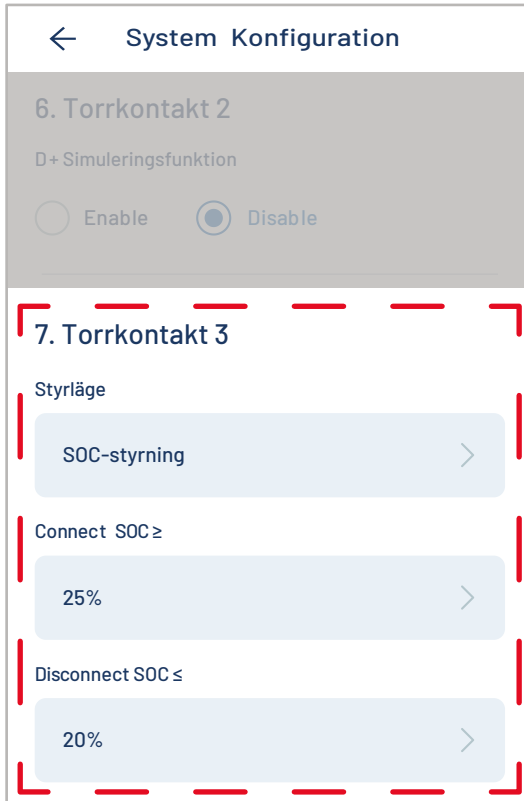 System Konfiguration
6. Torrkontakt 2
D+ Simuleringsfunktion
Enable Disable
7. Torrkontakt 3
Styrläge
SOC-styrning
Connect SOC ≥
25%
Disconnect SOC ≤
20%